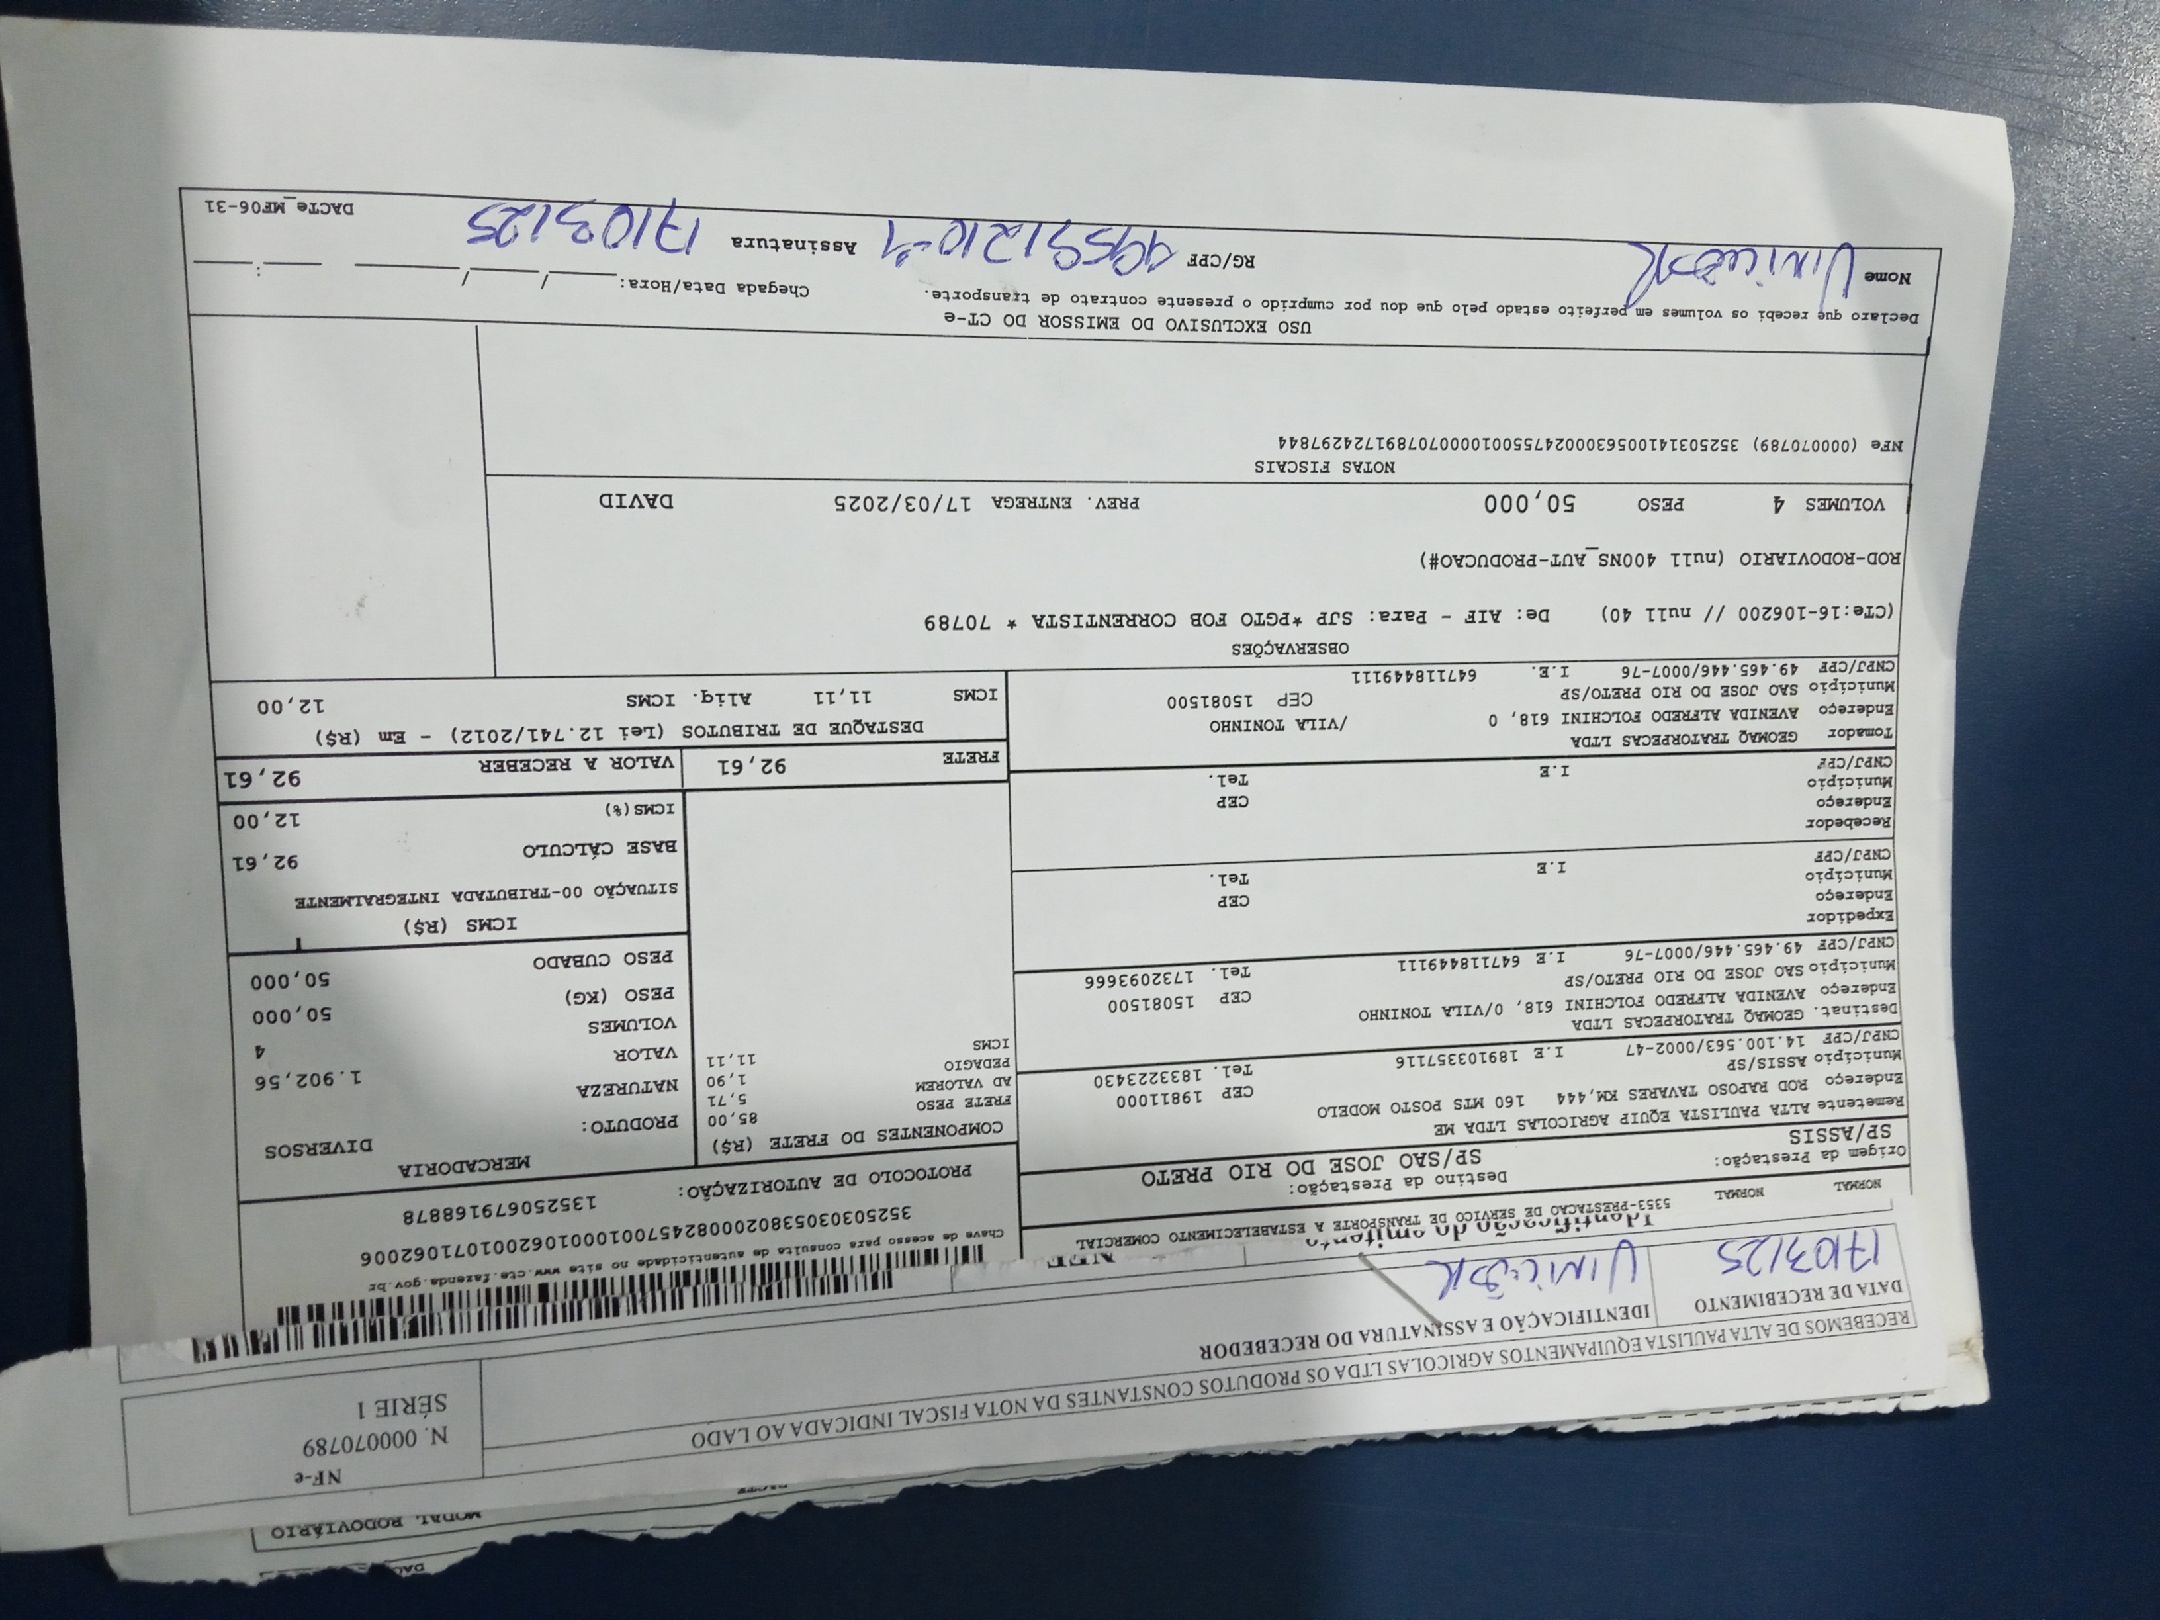 DACTE
MODAL RODOVIÁRIO
DACTE
NF-e
N. 000070789
SÉRIE 1
RECEBEMOS DE ALTA PAULISTA EQUIPAMENTOS AGRICOLAS LTDA OS PRODUTOS CONSTANTES DA NOTA FISCAL INDICADA AO LADO
DATA DE RECEBIMENTO
17/03/25
IDENTIFICAÇÃO E ASSINATURA DO RECEBEDOR
Identificação do emitente
Chave de acesso para consulta de autenticidade no site www.cte.fazenda.gov.br
NORMAL NORMAL NORMAL 5353-PRESTACAO DE SERVICO DE TRANSPORTE A ESTABELECIMENTO COMERCIAL
PROTOCOLO DE AUTORIZAÇÃO: 135250679168878
Origem da Prestação:
SP/ASSIS
Destino da Prestação:
SP/SAO JOSE DO RIO PRETO
Remetente ALTA PAULISTA EQUIP AGRICOLAS LTDA ME
Endereço ROD RAPOSO TAVARES KM,444 160 MTS POSTO MODELO CEP 19811000
Município ASSIS/SP Tel. 1833223430
CNPJ/CPF 14.100.563/0002-47 I.E 189103357116
Destinat. GEOMAQ TRATORPECAS LTDA
Endereço AVENIDA ALFREDO FOLCHINI 618, 0/VILA TONINHO CEP 15081500
Município SAO JOSE DO RIO PRETO/SP Tel. 1732093666
CNPJ/CPF 49.465.446/0007-76 I.E 647118449111
Expedidor
Endereço CEP
Município Tel.
CNPJ/CPF I.E
Recebedor
Endereço CEP
Município Tel.
CNPJ/CPF I.E
Tomador GEOMAQ TRATORPECAS LTDA
Endereço AVENIDA ALFREDO FOLCHINI 618, 0 /VILA TONINHO
Município SAO JOSE DO RIO PRETO/SP CEP 15081500
CNPJ/CPF 49.465.446/0007-76 I.E. 647118449111
COMPONENTES DO FRETE (R$)
FRETE PESO 85,00
AD VALOREM 5,71
PEDAGIO 1,90
ICMS 11,11
MERCADORIA
PRODUTO: DIVERSOS
NATUREZA
VALOR 1.902,56
VOLUMES 4
PESO (KG) 50,000
PESO CUBADO 50,000
ICMS (R$)
SITUAÇÃO 00-TRIBUTADA INTEGRALMENTE
BASE CÁLCULO 92,61
ICMS(%) 12,00
FRETE 92,61 VALOR A RECEBER 92,61
DESTAQUE DE TRIBUTOS (Lei 12.741/2012) - Em (R$)
ICMS 11,11 Aliq. ICMS 12,00
OBSERVAÇÕES
(CTe:16-106200 // null 40) De: AIF - Para: SJP *PGTO FOB CORRENTISTA * 70789
ROD-RODOVIARIO (null 400NS_AUT-PRODUCAO#)
VOLUMES 4 PESO 50,000 PREV. ENTREGA 17/03/2025 DAVID
NOTAS FISCAIS
NFe (000070789) 35250314100563000247550010000707891724297844
USO EXCLUSIVO DO EMISSOR DO CT-e
Declaro que recebi os volumes em perfeito estado pelo que dou por cumprido o presente contrato de transporte.
Chegada Data/Hora: ____/____/____ ____:____
Nome RG/CPF Assinatura 17/03/25
DACTe_MF06-31